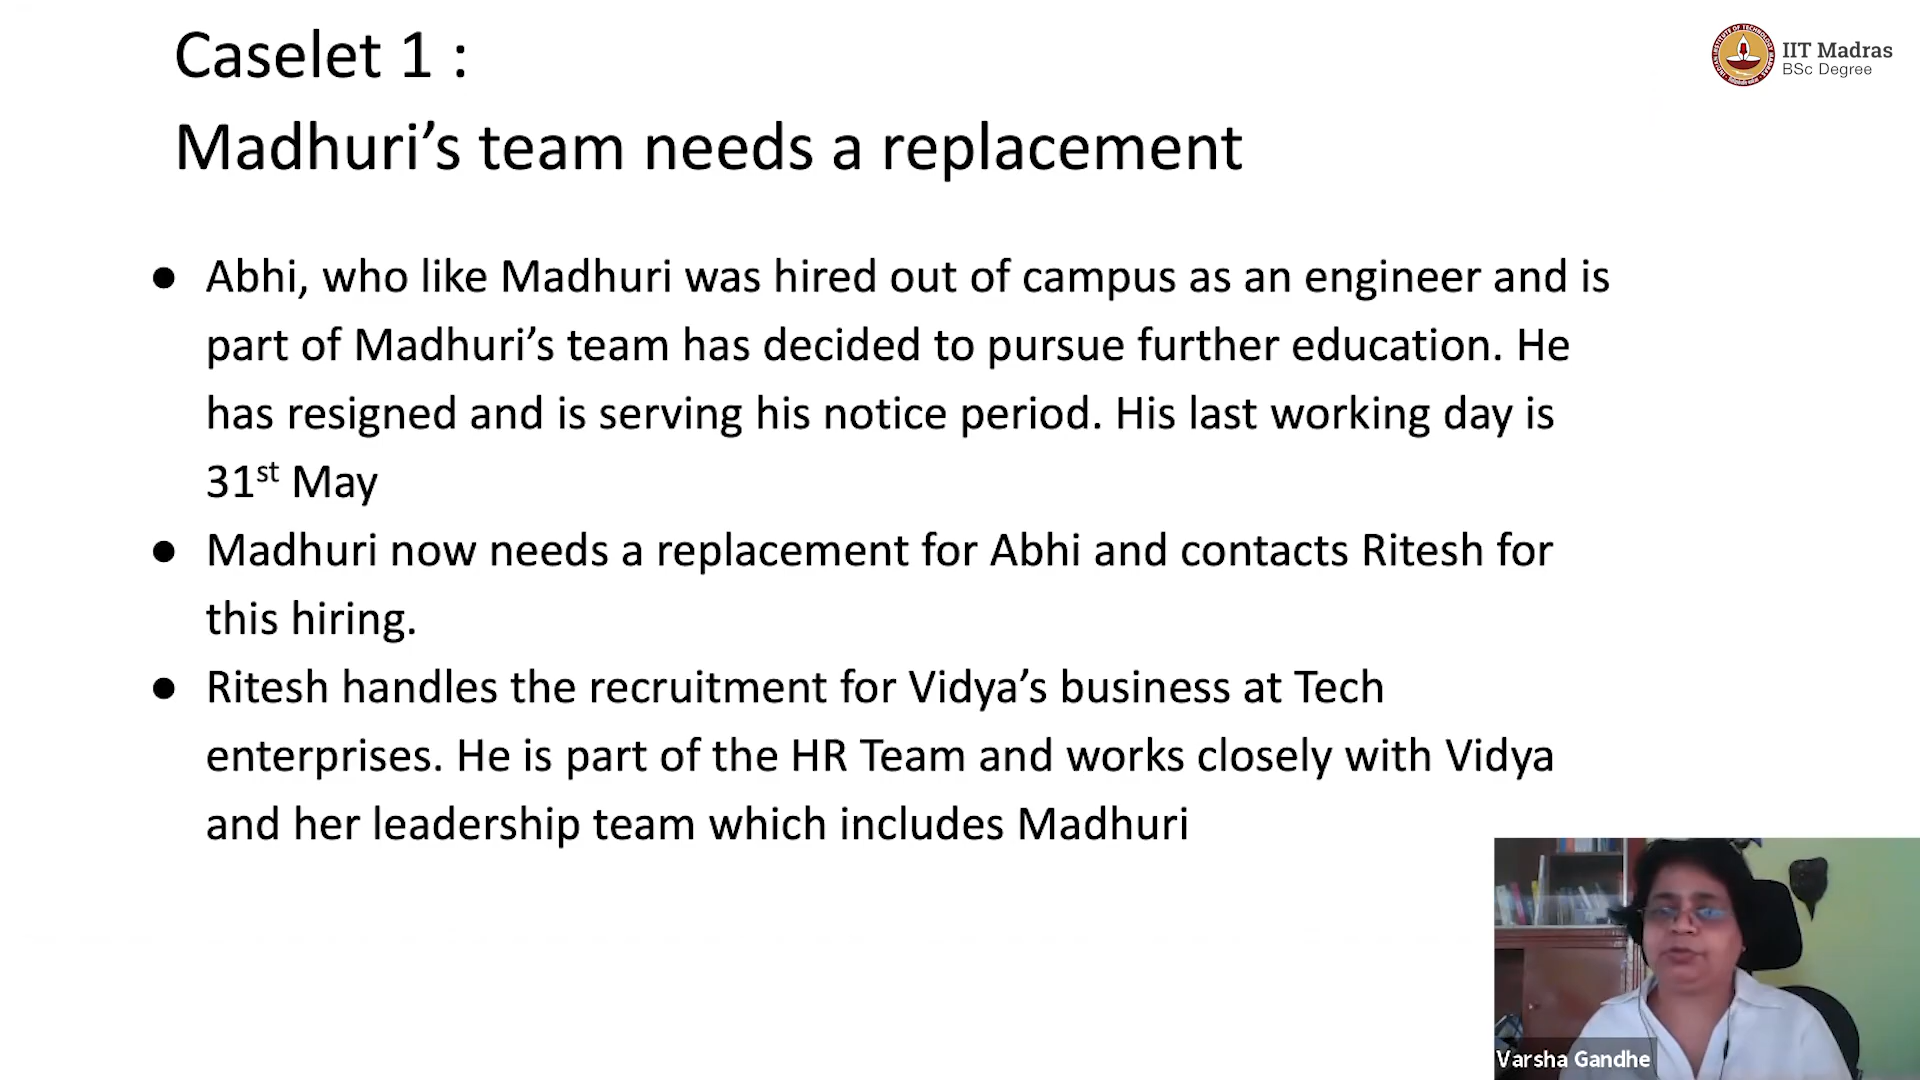 Caselet 1 :
Madhuri’s team needs a replacement
IIT Madras
BSc Degree
● Abhi, who like Madhuri was hired out of campus as an engineer and is
part of Madhuri’s team has decided to pursue further education. He
has resigned and is serving his notice period. His last working day is
31st May
● Madhuri now needs a replacement for Abhi and contacts Ritesh for
this hiring.
● Ritesh handles the recruitment for Vidya’s business at Tech
enterprises. He is part of the HR Team and works closely with Vidya
and her leadership team which includes Madhuri
Varsha Gandhe